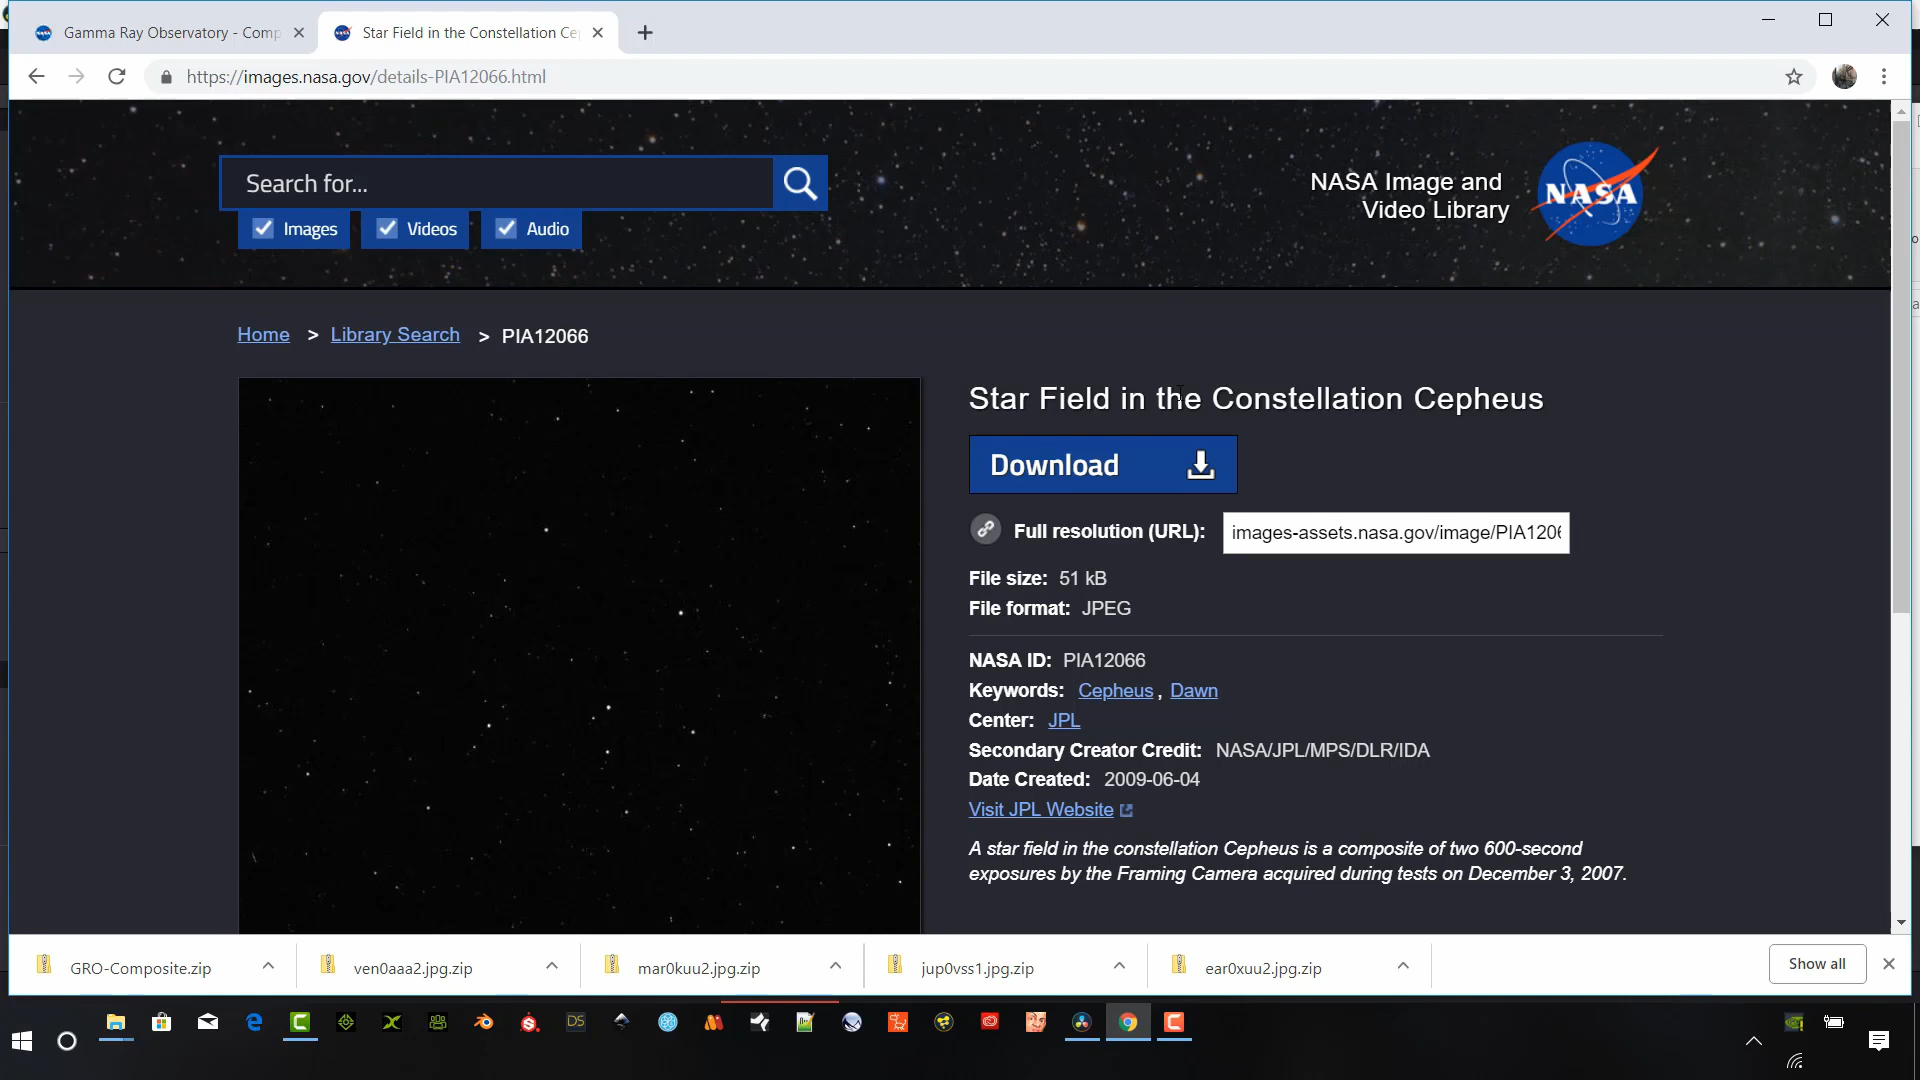 Gamma Ray Observatory - Comp
Star Field in the Constellation Ce
https://images.nasa.gov/details-PIA12066.html
Search for...
Images
Videos
Audio
NASA Image and
Video Library
NASA
Home > Library Search > PIA12066
Star Field in the Constellation Cepheus
Download
Full resolution (URL): images-assets.nasa.gov/image/PIA1206
File size: 51 kB
File format: JPEG
NASA ID: PIA12066
Keywords: Cepheus , Dawn
Center: JPL
Secondary Creator Credit: NASA/JPL/MPS/DLR/IDA
Date Created: 2009-06-04
Visit JPL Website
A star field in the constellation Cepheus is a composite of two 600-second
exposures by the Framing Camera acquired during tests on December 3, 2007.
GRO-Composite.zip
ven0aaa2.jpg.zip
mar0kuu2.jpg.zip
jup0vss1.jpg.zip
ear0xuu2.jpg.zip
Show all
DS